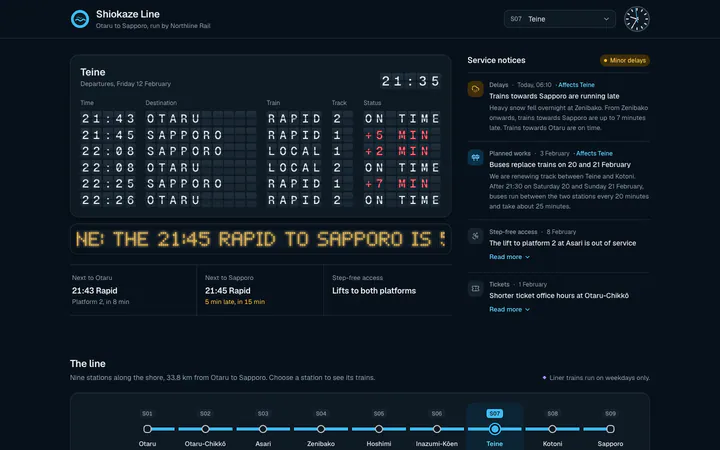 Shiokaze Line
Otaru to Sapporo, run by Northline Rail
S07 Teine
Teine
Departures, Friday 12 February
21:35
Time Destination Train Track Status
21:43 OTARU RAPID 2 ON TIME
21:45 SAPPORO RAPID 1 +5 MIN
22:08 SAPPORO LOCAL 1 +2 MIN
22:08 OTARU LOCAL 2 ON TIME
22:25 SAPPORO RAPID 1 +7 MIN
22:26 OTARU RAPID 2 ON TIME
NE: THE 21:45 RAPID TO SAPPORO IS
Next to Otaru
21:43 Rapid
Platform 2, in 8 min
Next to Sapporo
21:45 Rapid
5 min late, in 15 min
Step-free access
Lifts to both platforms
Service notices
Minor delays
Delays · Today, 06:10 · Affects Teine
Trains towards Sapporo are running late
Heavy snow fell overnight at Zenibako. From Zenibako
onwards, trains towards Sapporo are up to 7 minutes
late. Trains towards Otaru are on time.
Planned works · 3 February · Affects Teine
Buses replace trains on 20 and 21 February
We are renewing track between Teine and Kotoni.
After 21:30 on Saturday 20 and Sunday 21 February,
buses run between the two stations every 20 minutes
and take about 25 minutes.
Step-free access · 8 February
The lift to platform 2 at Asari is out of service
Read more
Tickets · 1 February
Shorter ticket office hours at Otaru-Chikkō
Read more
The line
Nine stations along the shore, 33.8 km from Otaru to Sapporo. Choose a station to see its trains.
Liner trains run on weekdays only.
S01 S02 S03 S04 S05 S06 S07 S08 S09
Otaru Otaru-Chikkō Asari Zenibako Hoshimi Inazumi-Kōen Teine Kotoni Sapporo